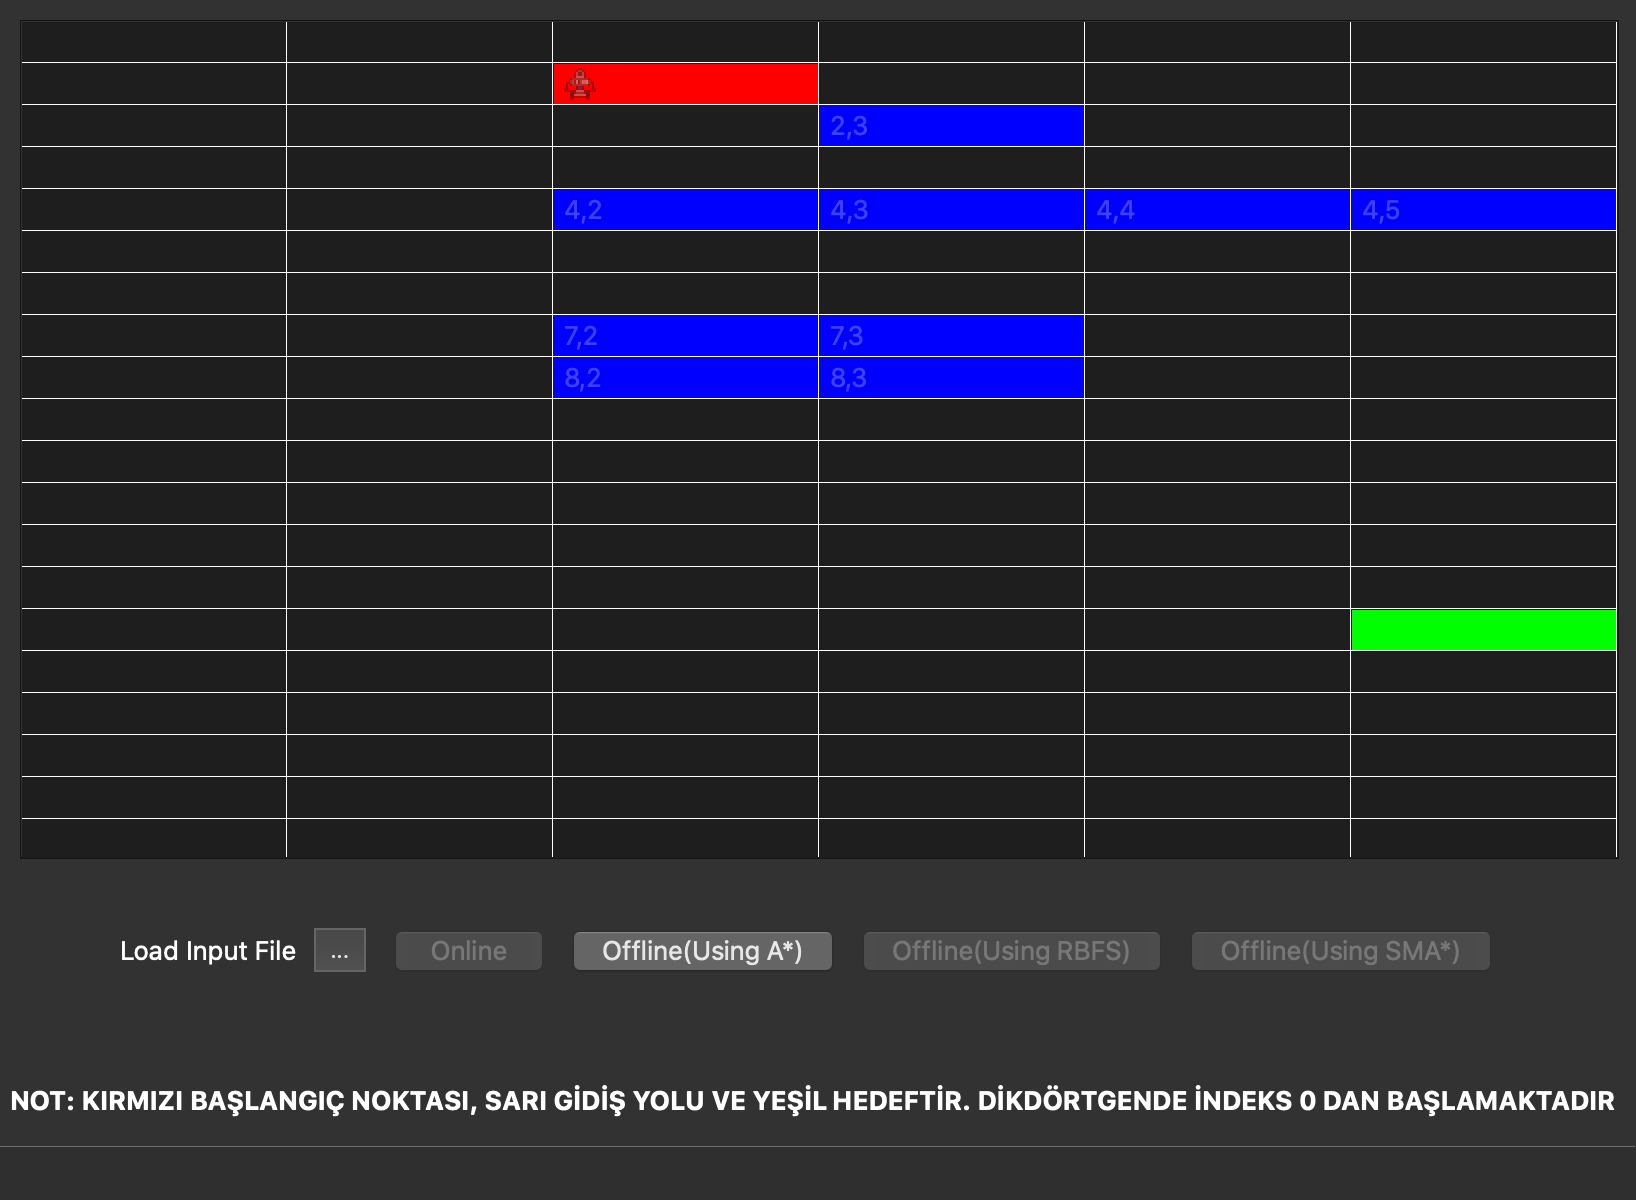 2,3
4,2 4,3 4,4 4,5
7,2 7,3
8,2 8,3
Load Input File ... Online Offline(Using A*) Offline(Using RBFS) Offline(Using SMA*)
NOT: KIRMIZI BAŞLANGIÇ NOKTASI, SARI GİDİŞ YOLU VE YEŞİL HEDEFTİR. DİKDÖRTGENDE İNDEKS 0 DAN BAŞLAMAKTADIR